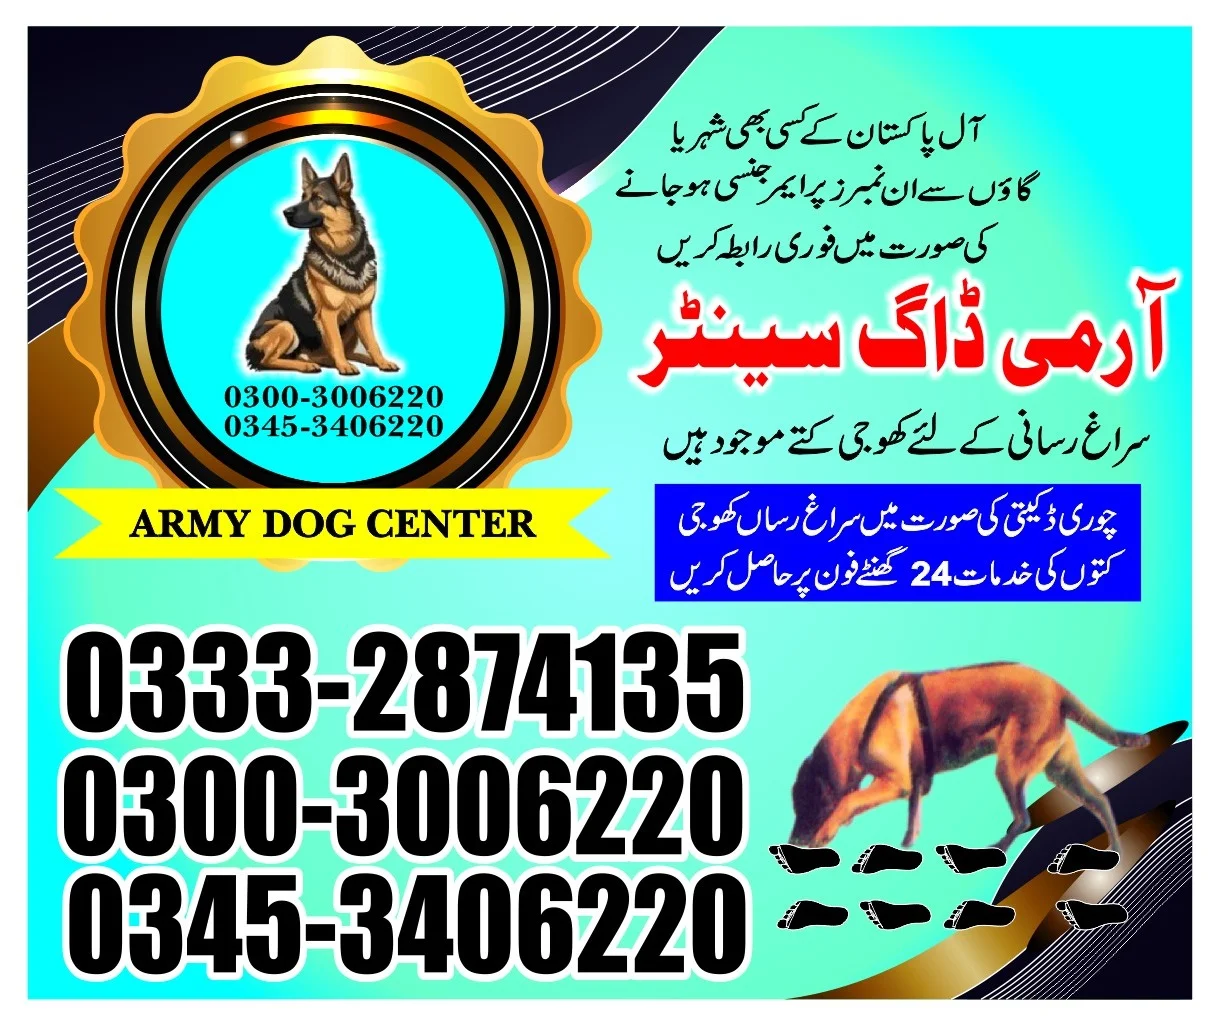 آل پاکستان کے کسی بھی شہر یا
گاؤں سے ان نمبرز پر ایمرجنسی ہو جانے
کی صورت میں فوری رابطہ کریں
آرمی ڈاگ سینٹر
سراغ رسانی کے لئے کھوجی کتے موجود ہیں
چوری ڈکیتی کی صورت میں سراغ رساں کھوجی
کتوں کی خدمات 24 گھنٹے فون پر حاصل کریں
0300-3006220
0345-3406220
ARMY DOG CENTER
0333-2874135
0300-3006220
0345-3406220